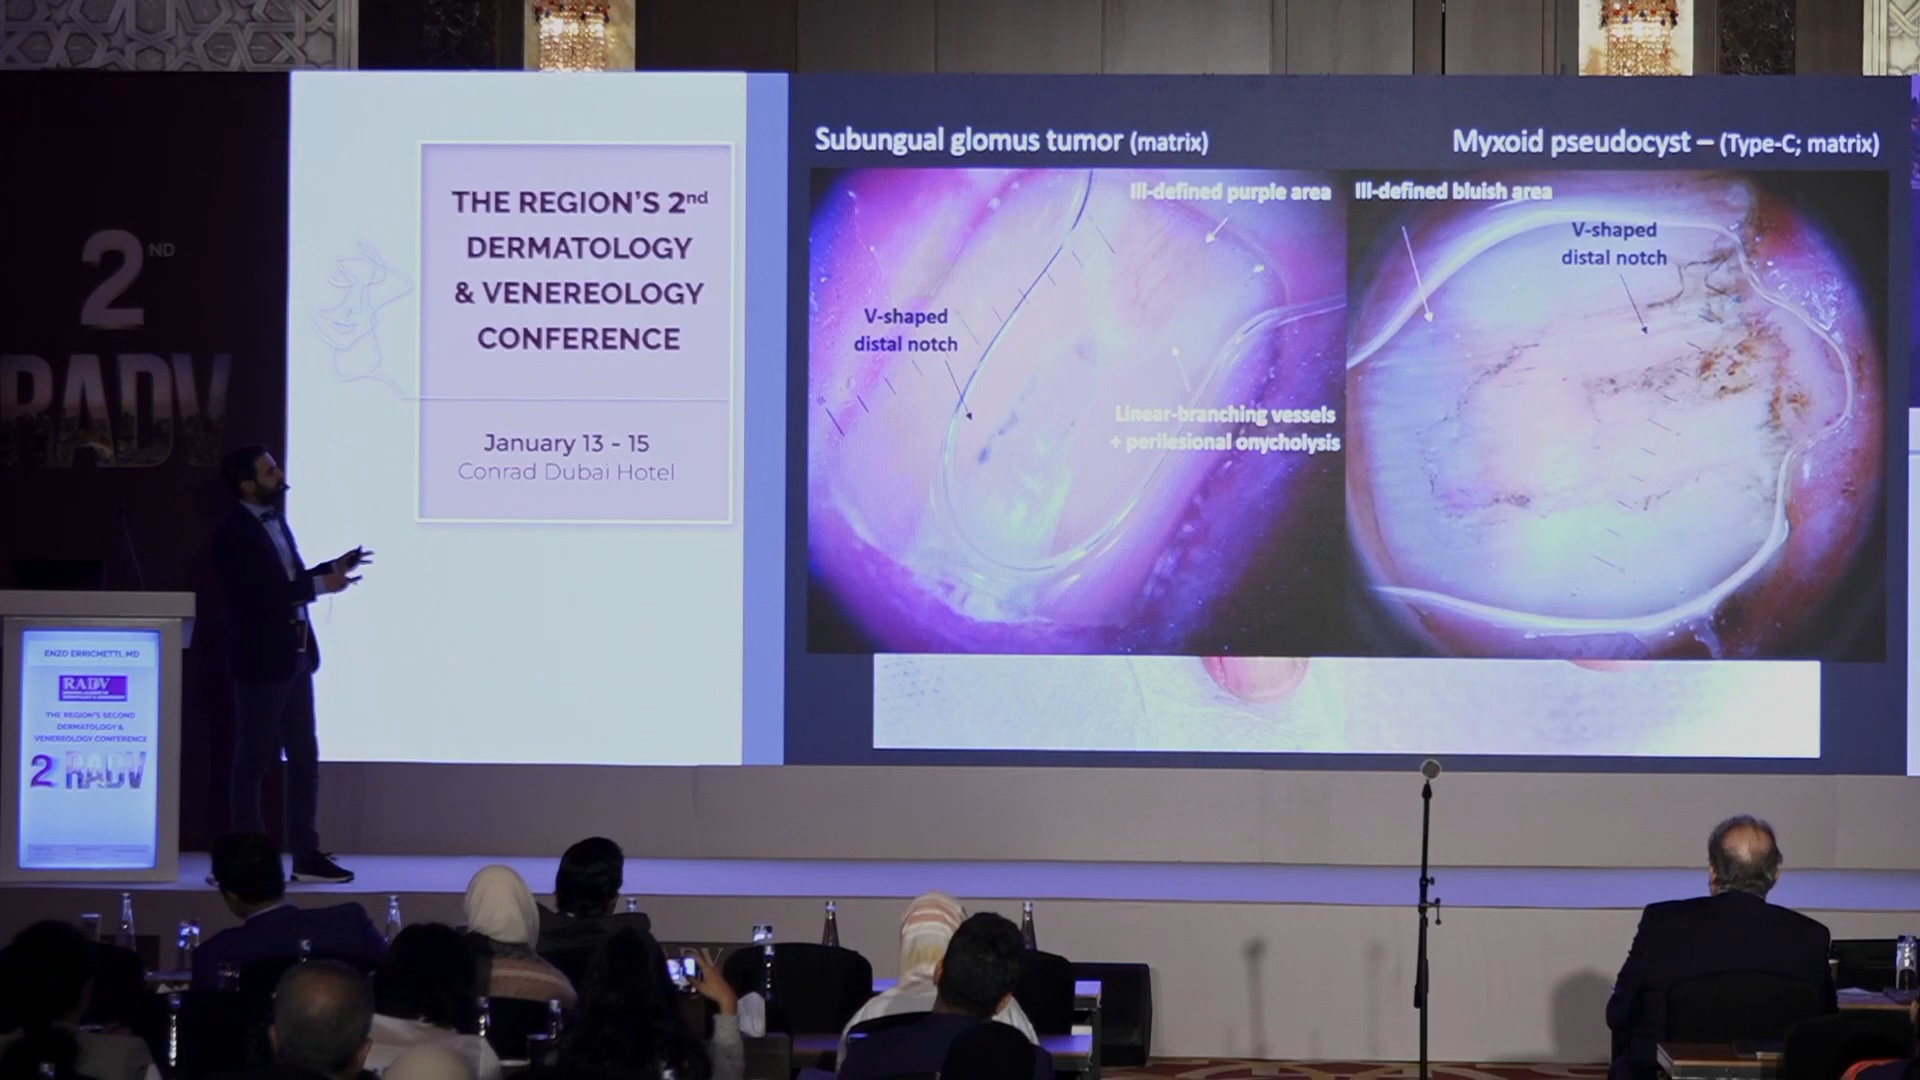 2 ND
RADV
THE REGION'S 2nd
DERMATOLOGY
& VENEREOLOGY
CONFERENCE
January 13 - 15
Conrad Dubai Hotel
Subungual glomus tumor (matrix)
Myxoid pseudocyst – (Type-C; matrix)
Ill-defined purple area
V-shaped
distal notch
Linear-branching vessels
+ perilesional onycholysis
Ill-defined bluish area
V-shaped
distal notch
ENZO ERRICHETTI, MD
RADV
THE REGION'S SECOND
DERMATOLOGY &
VENEREOLOGY CONFERENCE
2 RADV